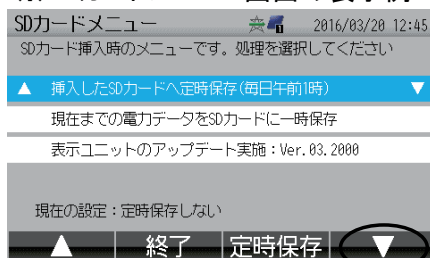 SDカードメニュー 2016/03/20 12:45
SDカード挿入時のメニューです。処理を選択してください
▲ 挿入したSDカードへ定時保存(毎日午前1時) ▼
現在までの電力データをSDカードに一時保存
表示ユニットのアップデート実施：Ver.03.2000
現在の設定：定時保存しない
▲ 終了 定時保存 ▼